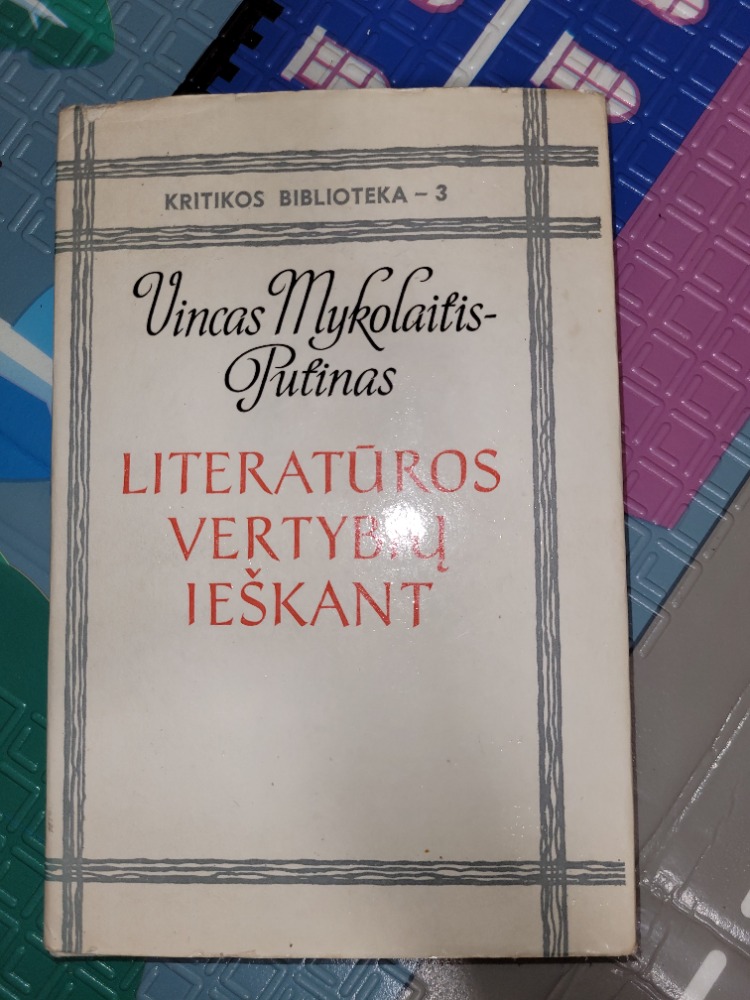 KRITIKOS BIBLIOTEKA – 3
Vincas Mykolaitis-
Putinas
LITERATŪROS
VERTYBIŲ
IEŠKANT